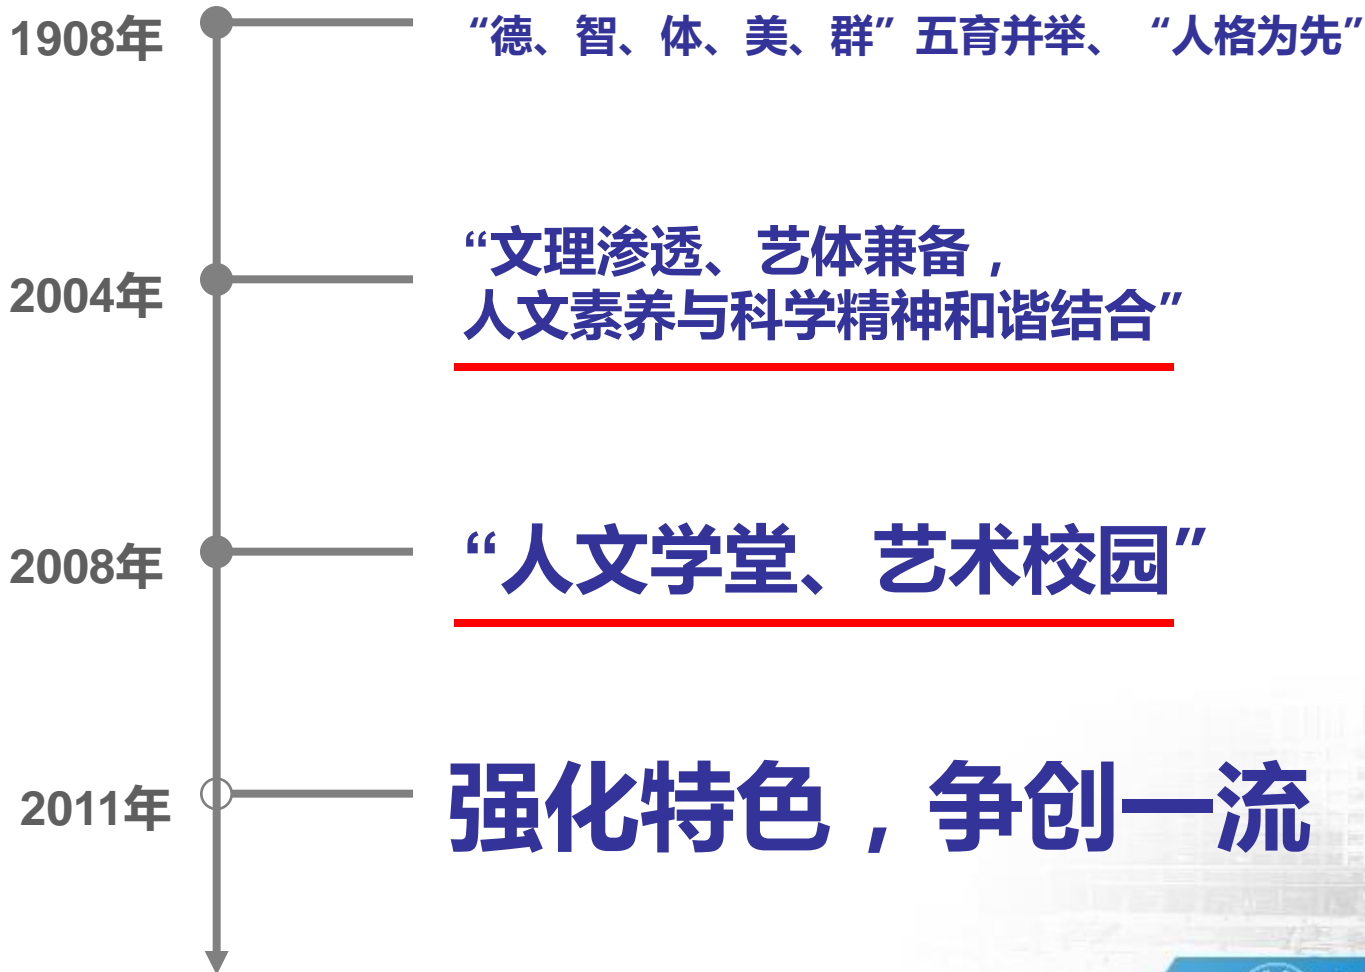 1908年 “德、智、体、美、群”五育并举、 “人格为先”
“文理渗透、艺体兼备，
2004年 人文素养与科学精神和谐结合”
2008年 “人文学堂、艺术校园”
2011年 强化特色，争创一流